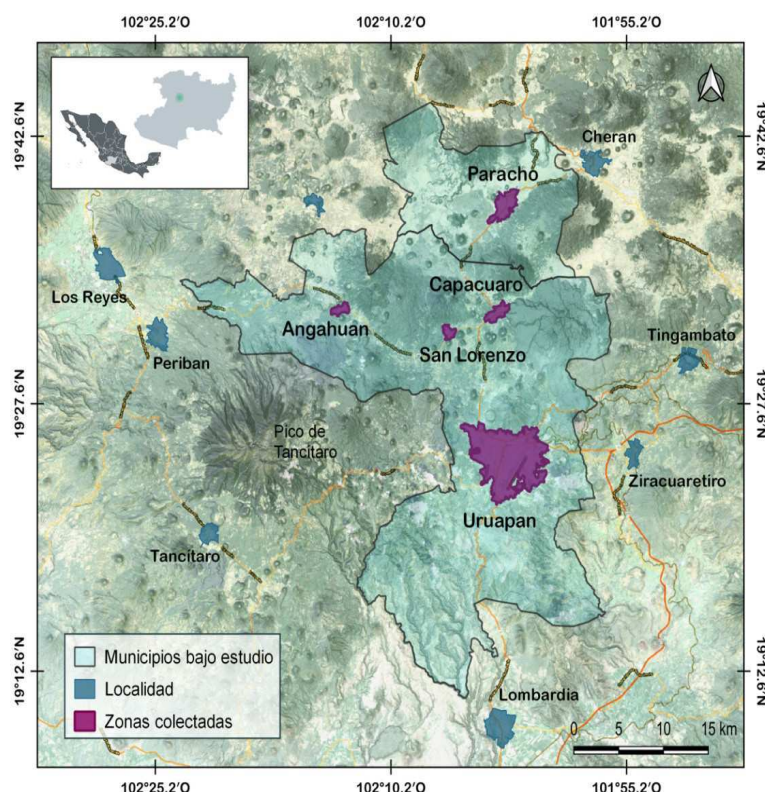 102°25.2'O 102°10.2'O 101°55.2'O
19°42.6'N
19°42.6'N
Cheran
Paracho
Los Reyes
Capacuaro
Angahuan
San Lorenzo
Tingambato
Periban
19°27.6'N
19°27.6'N
Pico de
Tancítaro
Ziracuaretiro
Uruapan
Tancítaro
Municipios bajo estudio
Localidad
Zonas colectadas
19°12.6'N
19°12.6'N
Lombardia
0 5 10 15 km
102°25.2'O 102°10.2'O 101°55.2'O